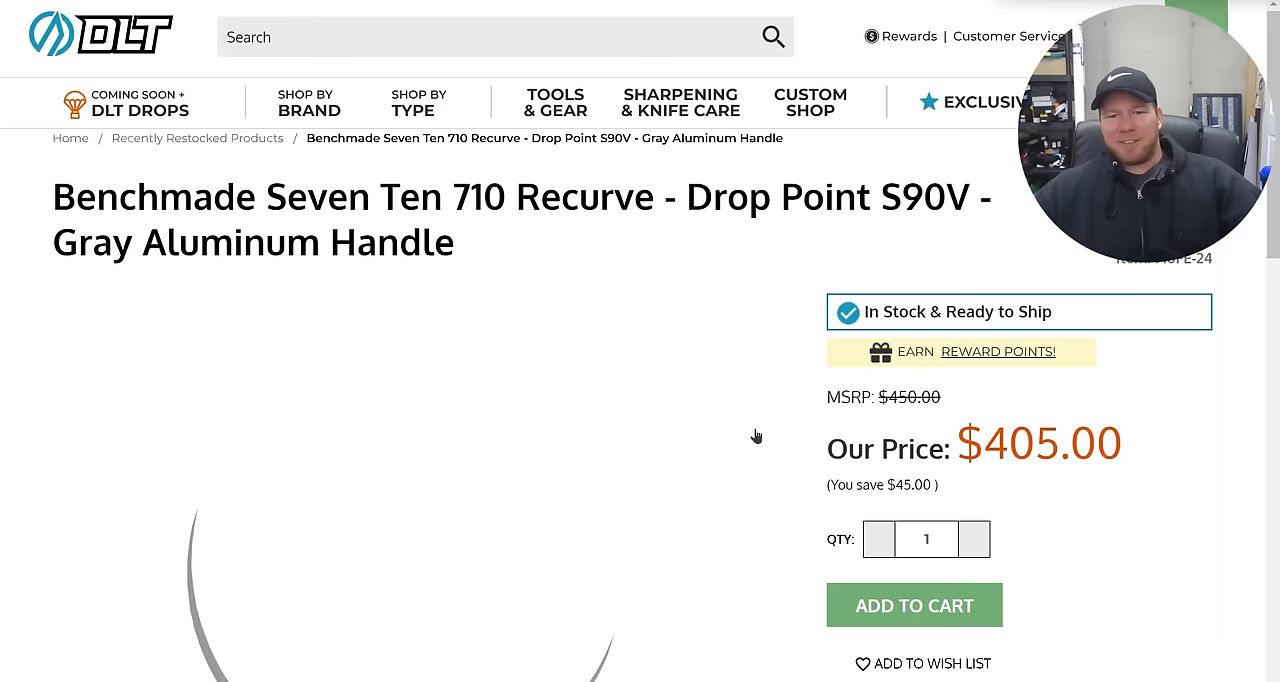 DLT
Search
Rewards | Customer Service
COMING SOON +
DLT DROPS
SHOP BY
BRAND
SHOP BY
TYPE
TOOLS
& GEAR
SHARPENING
& KNIFE CARE
CUSTOM
SHOP
EXCLUSIV
Home / Recently Restocked Products / Benchmade Seven Ten 710 Recurve - Drop Point S90V - Gray Aluminum Handle
Benchmade Seven Ten 710 Recurve - Drop Point S90V -
Gray Aluminum Handle
E-24
In Stock & Ready to Ship
EARN REWARD POINTS!
MSRP: $450.00
Our Price: $405.00
(You save $45.00 )
QTY: 1
ADD TO CART
ADD TO WISH LIST